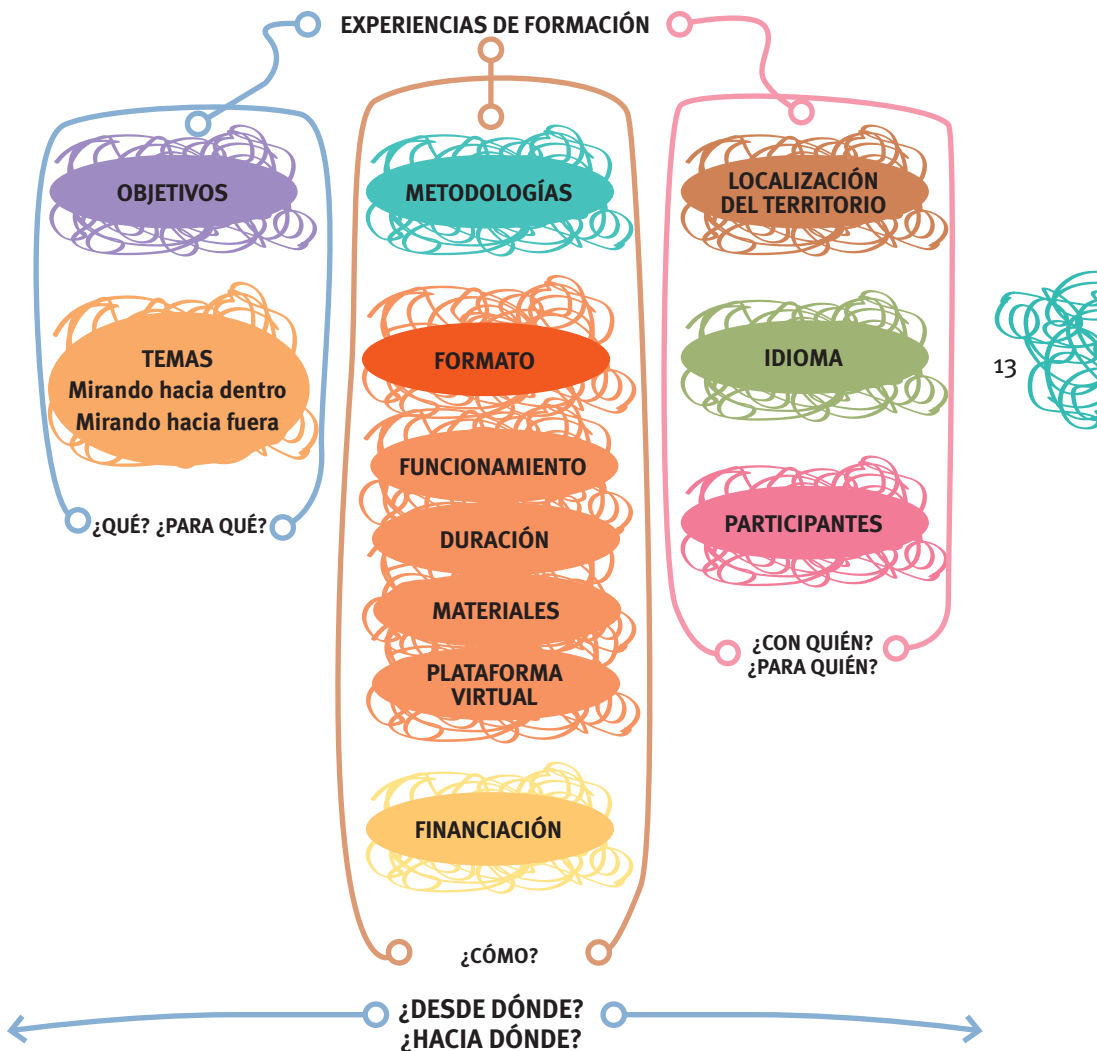 EXPERIENCIAS DE FORMACIÓN
OBJETIVOS
TEMAS
Mirando hacia dentro
Mirando hacia fuera
¿QUÉ? ¿PARA QUÉ?
METODOLOGÍAS
FORMATO
FUNCIONAMIENTO
DURACIÓN
MATERIALES
PLATAFORMA
VIRTUAL
FINANCIACIÓN
¿CÓMO?
LOCALIZACIÓN
DEL TERRITORIO
IDIOMA
PARTICIPANTES
¿CON QUIÉN?
¿PARA QUIÉN?
¿DESDE DÓNDE?
¿HACIA DÓNDE?
13